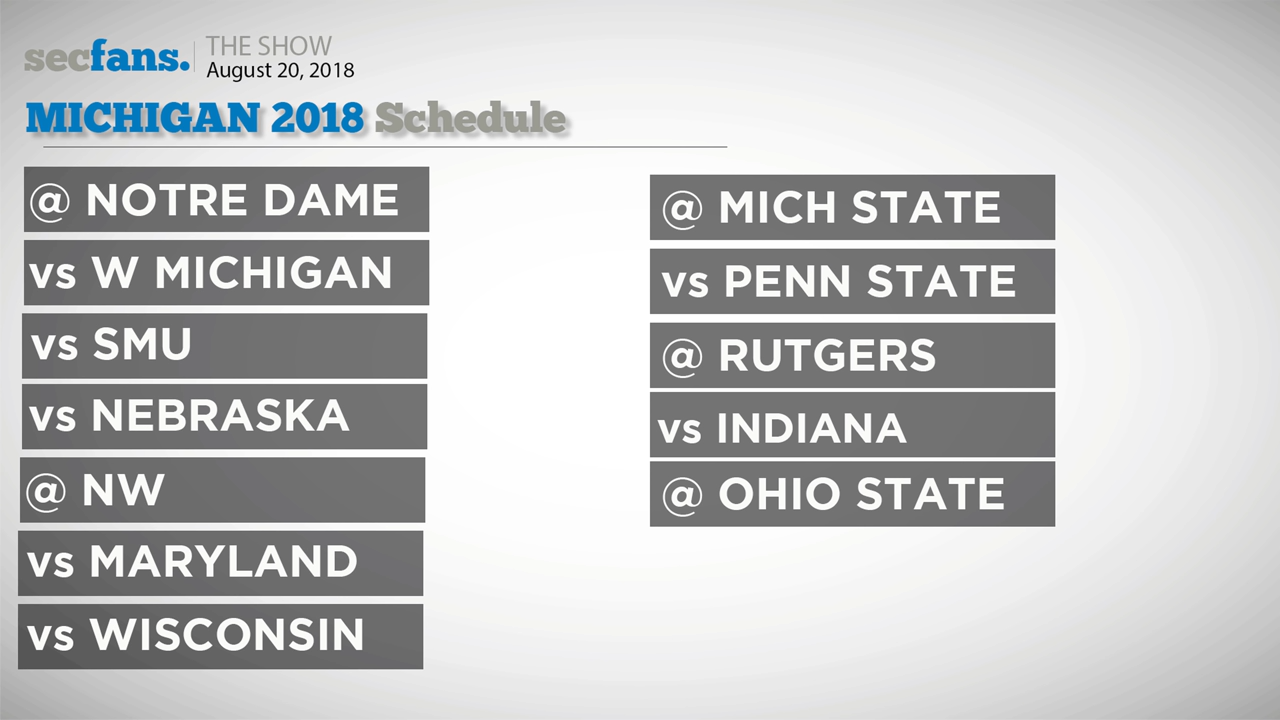 secfans. THE SHOW
August 20, 2018
MICHIGAN 2018 Schedule
@ NOTRE DAME
vs W MICHIGAN
vs SMU
vs NEBRASKA
@ NW
vs MARYLAND
vs WISCONSIN
@ MICH STATE
vs PENN STATE
@ RUTGERS
vs INDIANA
@ OHIO STATE